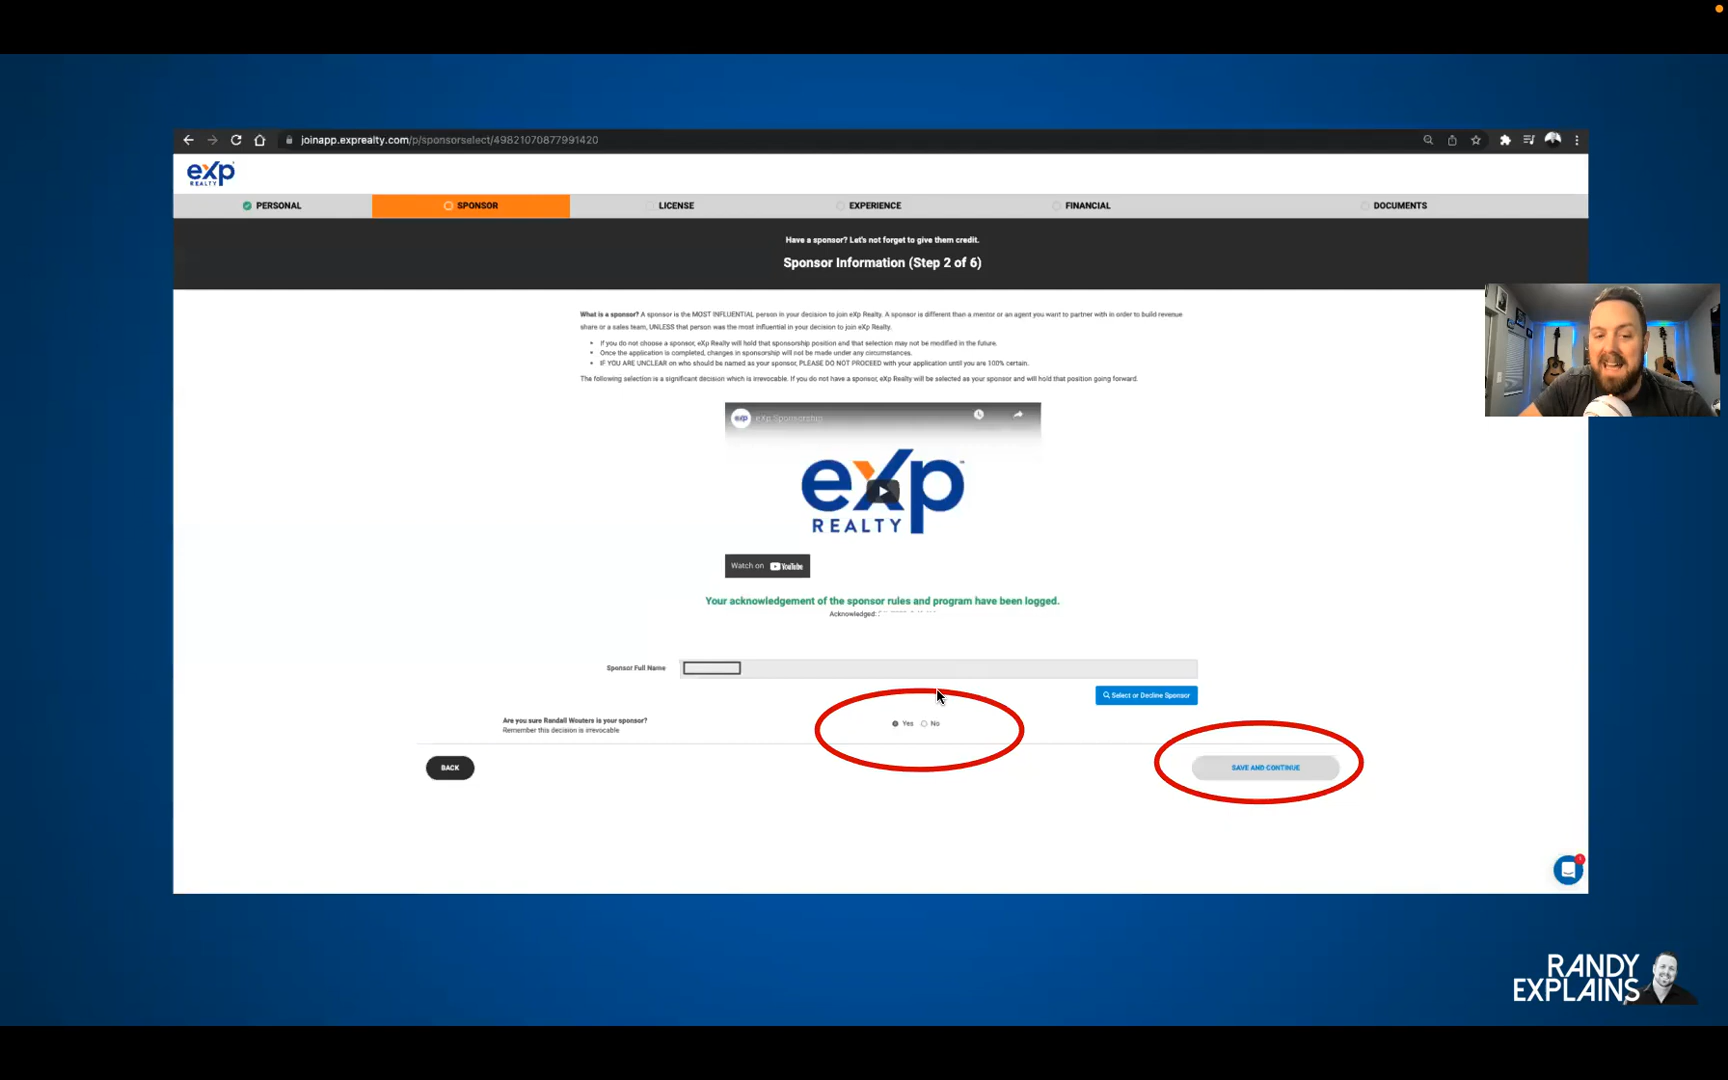 joinapp.exprealty.com/p/sponsorselect/49821070877991420
exp
REALTY
PERSONAL
SPONSOR
LICENSE
EXPERIENCE
FINANCIAL
DOCUMENTS
Have a sponsor? Let's not forget to give them credit.
Sponsor Information (Step 2 of 6)
What is a sponsor? A sponsor is the MOST INFLUENTIAL person in your decision to join eXp Realty. A sponsor is different than a mentor or an agent you want to partner with in order to build revenue
share or a sales team, UNLESS that person was the most influential in your decision to join eXp Realty.
If you do not choose a sponsor, eXp Realty will hold that sponsorship position and that selection may not be modified in the future.
Once the application is completed, changes in sponsorship will not be made under any circumstances.
IF YOU ARE UNCLEAR on who should be named as your sponsor, PLEASE DO NOT PROCEED with your application until you are 100% certain.
The following selection is a significant decision which is irrevocable. If you do not have a sponsor, eXp Realty will be selected as your sponsor and will hold that position going forward.
exp
eXp Sponsorship
exp
REALTY
Watch on YouTube
Your acknowledgement of the sponsor rules and program have been logged.
Acknowledged:
Sponsor Full Name
Select or Decline Sponsor
Are you sure Randall Wouters is your sponsor?
Remember this decision is irrevocable
Yes No
BACK
SAVE AND CONTINUE
RANDY
EXPLAINS